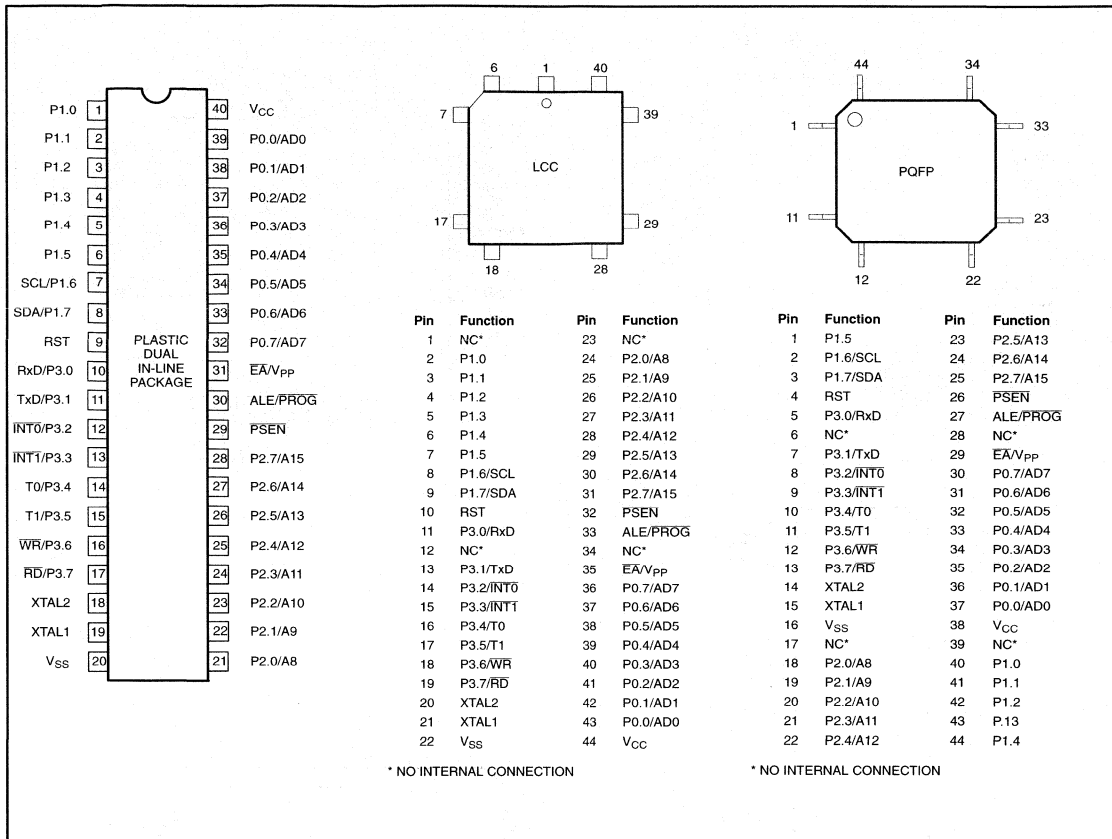 P1.0 1 40 VCC
P1.1 2 39 P0.0/AD0
P1.2 3 38 P0.1/AD1
P1.3 4 37 P0.2/AD2
P1.4 5 36 P0.3/AD3
P1.5 6 35 P0.4/AD4
SCL/P1.6 7 34 P0.5/AD5
SDA/P1.7 8 33 P0.6/AD6
RST 9 32 P0.7/AD7
RxD/P3.0 10 31 E̅A̅/VPP
TxD/P3.1 11 30 ALE/P̅R̅O̅G̅
I̅N̅T̅0̅/P3.2 12 29 P̅S̅E̅N̅
I̅N̅T̅1̅/P3.3 13 28 P2.7/A15
T0/P3.4 14 27 P2.6/A14
T1/P3.5 15 26 P2.5/A13
W̅R̅/P3.6 16 25 P2.4/A12
R̅D̅/P3.7 17 24 P2.3/A11
XTAL2 18 23 P2.2/A10
XTAL1 19 22 P2.1/A9
VSS 20 21 P2.0/A8
PLASTIC
DUAL
IN-LINE
PACKAGE
6 1 40
7 39
LCC
17 29
18 28
Pin Function Pin Function
1 NC* 23 NC*
2 P1.0 24 P2.0/A8
3 P1.1 25 P2.1/A9
4 P1.2 26 P2.2/A10
5 P1.3 27 P2.3/A11
6 P1.4 28 P2.4/A12
7 P1.5 29 P2.5/A13
8 P1.6/SCL 30 P2.6/A14
9 P1.7/SDA 31 P2.7/A15
10 RST 32 P̅S̅E̅N̅
11 P3.0/RxD 33 ALE/P̅R̅O̅G̅
12 NC* 34 NC*
13 P3.1/TxD 35 E̅A̅/VPP
14 P3.2/I̅N̅T̅0̅ 36 P0.7/AD7
15 P3.3/I̅N̅T̅1̅ 37 P0.6/AD6
16 P3.4/T0 38 P0.5/AD5
17 P3.5/T1 39 P0.4/AD4
18 P3.6/W̅R̅ 40 P0.3/AD3
19 P3.7/R̅D̅ 41 P0.2/AD2
20 XTAL2 42 P0.1/AD1
21 XTAL1 43 P0.0/AD0
22 VSS 44 VCC
* NO INTERNAL CONNECTION
44 34
1 33
PQFP
11 23
12 22
Pin Function Pin Function
1 P1.5 23 P2.5/A13
2 P1.6/SCL 24 P2.6/A14
3 P1.7/SDA 25 P2.7/A15
4 RST 26 P̅S̅E̅N̅
5 P3.0/RxD 27 ALE/P̅R̅O̅G̅
6 NC* 28 NC*
7 P3.1/TxD 29 E̅A̅/VPP
8 P3.2/I̅N̅T̅0̅ 30 P0.7/AD7
9 P3.3/I̅N̅T̅1̅ 31 P0.6/AD6
10 P3.4/T0 32 P0.5/AD5
11 P3.5/T1 33 P0.4/AD4
12 P3.6/W̅R̅ 34 P0.3/AD3
13 P3.7/R̅D̅ 35 P0.2/AD2
14 XTAL2 36 P0.1/AD1
15 XTAL1 37 P0.0/AD0
16 VSS 38 VCC
17 NC* 39 NC*
18 P2.0/A8 40 P1.0
19 P2.1/A9 41 P1.1
20 P2.2/A10 42 P1.2
21 P2.3/A11 43 P.13
22 P2.4/A12 44 P1.4
* NO INTERNAL CONNECTION